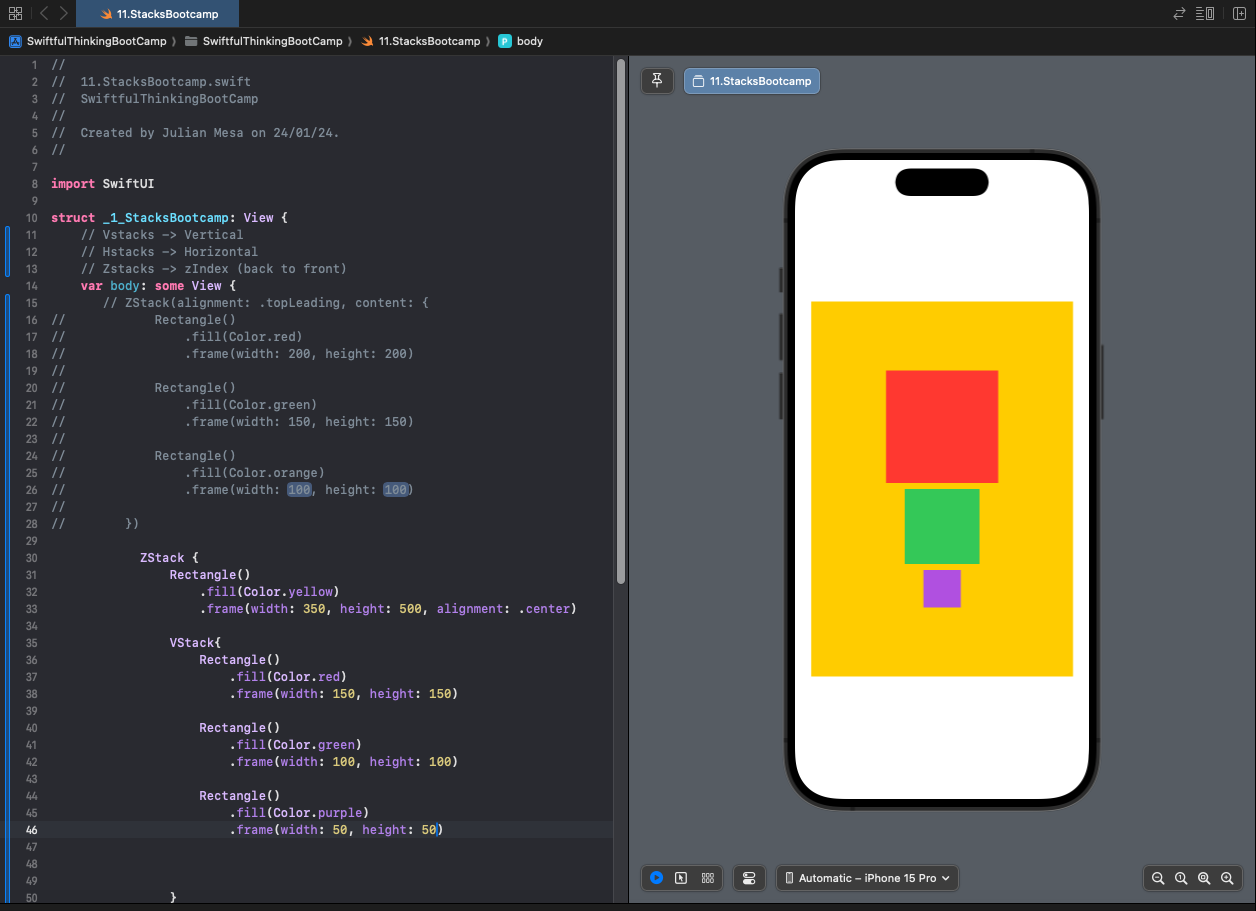 11.StacksBootcamp
SwiftfulThinkingBootCamp 〉 SwiftfulThinkingBootCamp 〉 11.StacksBootcamp 〉 P body
1 //
2 //  11.StacksBootcamp.swift
3 //  SwiftfulThinkingBootCamp
4 //
5 //  Created by Julian Mesa on 24/01/24.
6 //
7
8 import SwiftUI
9
10 struct _1_StacksBootcamp: View {
11     // Vstacks -> Vertical
12     // Hstacks -> Horizontal
13     // Zstacks -> zIndex (back to front)
14     var body: some View {
15        // ZStack(alignment: .topLeading, content: {
16 //            Rectangle()
17 //                .fill(Color.red)
18 //                .frame(width: 200, height: 200)
19 //
20 //            Rectangle()
21 //                .fill(Color.green)
22 //                .frame(width: 150, height: 150)
23 //
24 //            Rectangle()
25 //                .fill(Color.orange)
26 //                .frame(width: 100, height: 100)
27 //
28 //        })
29
30             ZStack {
31                 Rectangle()
32                     .fill(Color.yellow)
33                     .frame(width: 350, height: 500, alignment: .center)
34
35                 VStack{
36                     Rectangle()
37                         .fill(Color.red)
38                         .frame(width: 150, height: 150)
39
40                     Rectangle()
41                         .fill(Color.green)
42                         .frame(width: 100, height: 100)
43
44                     Rectangle()
45                         .fill(Color.purple)
46                         .frame(width: 50, height: 50)
47
48
49
50                 }
11.StacksBootcamp
Automatic – iPhone 15 Pro